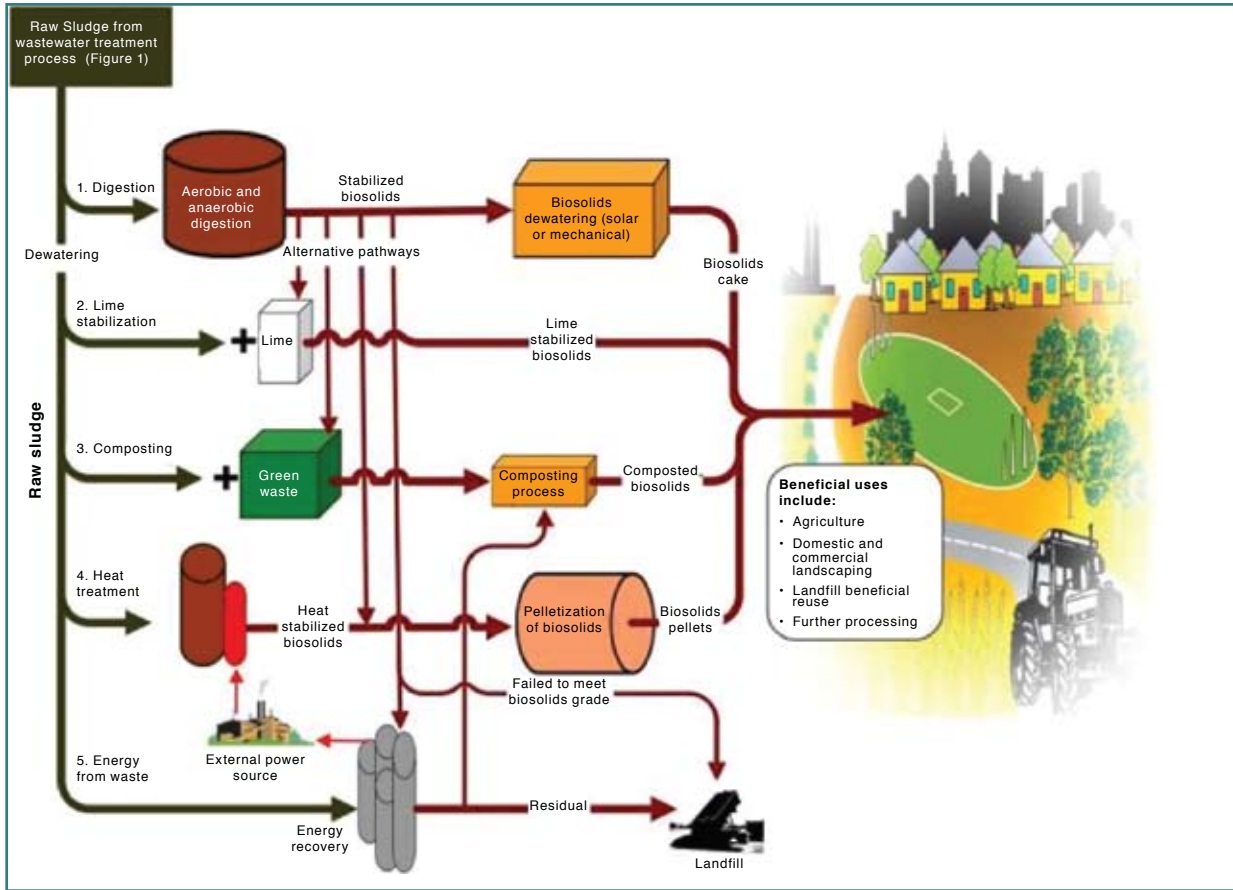 Raw Sludge from
wastewater treatment
process (Figure 1)
1. Digestion
Aerobic and
anaerobic
digestion
Stabilized
biosolids
Biosolids
dewatering (solar
or mechanical)
Alternative pathways
Dewatering
Biosolids
cake
2. Lime
stabilization
+
Lime
Lime
stabilized
biosolids
Raw sludge
3. Composting
+
Green
waste
Composting
process
Composted
biosolids
Beneficial uses
include:
• Agriculture
• Domestic and
commercial
landscaping
• Landfill beneficial
reuse
• Further processing
4. Heat
treatment
Heat
stabilized
biosolids
Pelletization
of biosolids
Biosolids
pellets
Failed to meet
biosolids grade
External power
source
5. Energy
from waste
Energy
recovery
Residual
Landfill